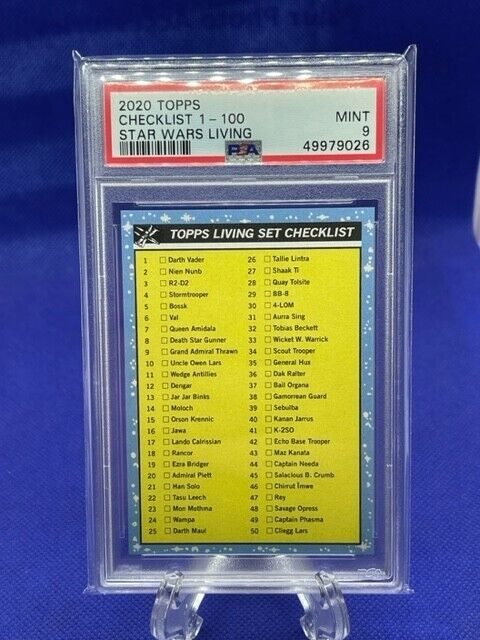 2020 TOPPS
CHECKLIST 1-100
STAR WARS LIVING
MINT
9
PSA
49979026
TOPPS LIVING SET CHECKLIST
1 Darth Vader
2 Nien Nunb
3 R2-D2
4 Stormtrooper
5 Bossk
6 Val
7 Queen Amidala
8 Death Star Gunner
9 Grand Admiral Thrawn
10 Uncle Owen Lars
11 Wedge Antillies
12 Dengar
13 Jar Jar Binks
14 Moloch
15 Orson Krennic
16 Jawa
17 Lando Calrissian
18 Rancor
19 Ezra Bridger
20 Admiral Piett
21 Han Solo
22 Tasu Leech
23 Mon Mothma
24 Wampa
25 Darth Maul
26 Tallie Lintra
27 Shaak Ti
28 Quay Tolsite
29 BB-8
30 4-LOM
31 Aurra Sing
32 Tobias Beckett
33 Wicket W. Warrick
34 Scout Trooper
35 General Hux
36 Dak Ralter
37 Bail Organa
38 Gamorrean Guard
39 Sebulba
40 Kanan Jarrus
41 K-2SO
42 Echo Base Trooper
43 Maz Kanata
44 Captain Needa
45 Salacious B. Crumb
46 Chirrut Îmwe
47 Rey
48 Savage Opress
49 Captain Phasma
50 Cliegg Lars